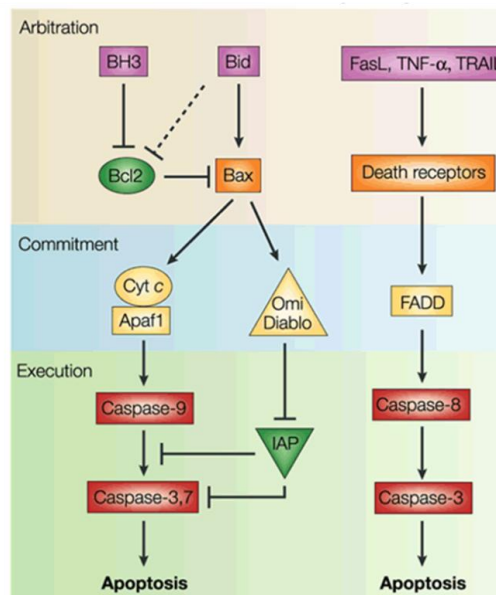 Arbitration
BH3
Bid
FasL, TNF-α, TRAIL
Bcl2
Bax
Death receptors
Commitment
Cyt c
Apaf1
Omi
Diablo
FADD
Execution
Caspase-9
IAP
Caspase-8
Caspase-3,7
Caspase-3
Apoptosis
Apoptosis